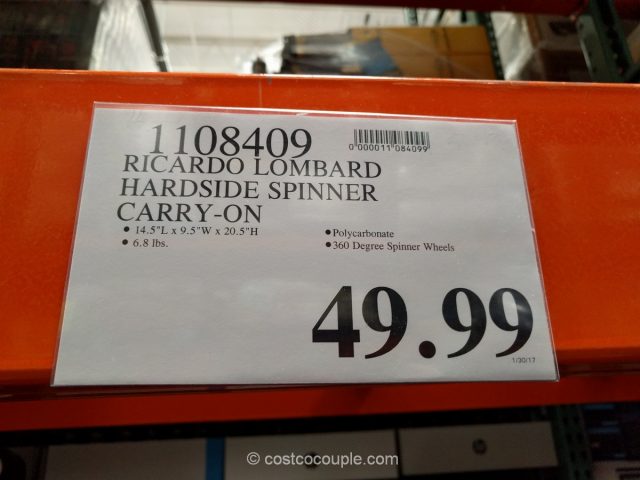 1108409
0 000011 084099
RICARDO LOMBARD
HARDSIDE SPINNER
CARRY-ON
• 14.5"L x 9.5"W x 20.5"H
• 6.8 lbs.
• Polycarbonate
• 360 Degree Spinner Wheels
49.99
1/30/17
hp
© costcocouple.com